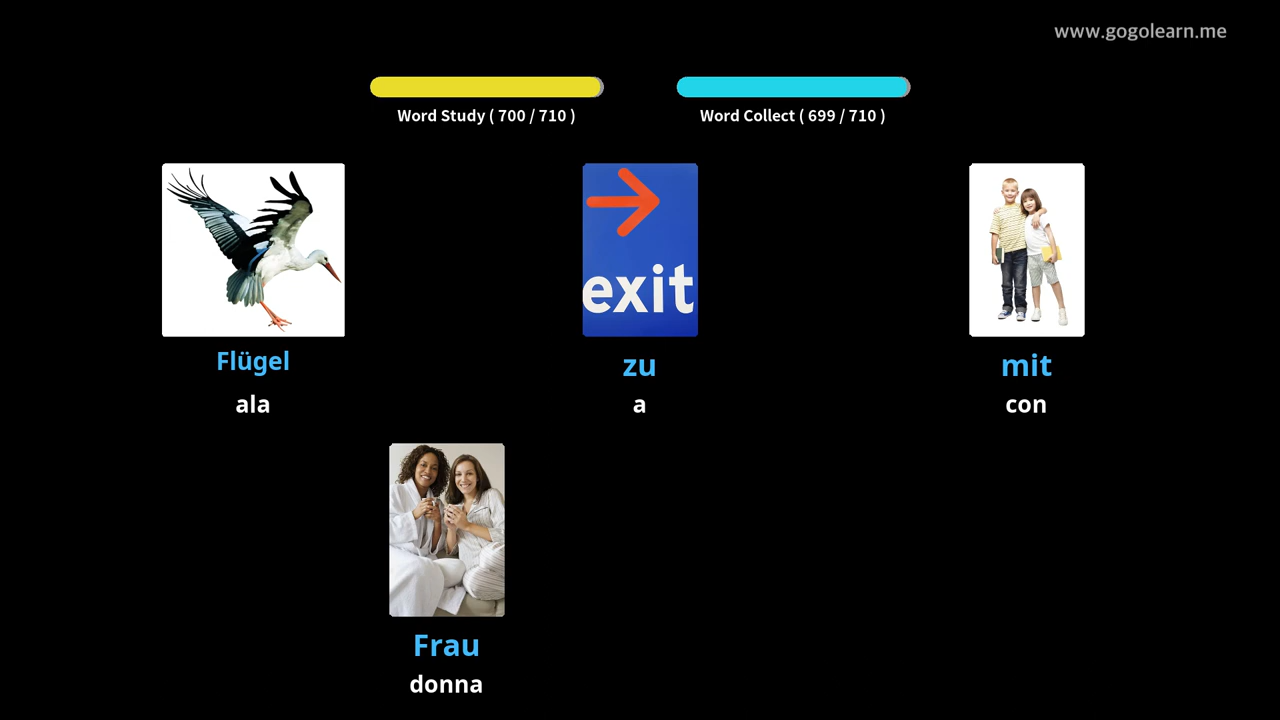 www.gogolearn.me
Word Study ( 700 / 710 )
Word Collect ( 699 / 710 )
exit
Flügel
zu
mit
ala
a
con
Frau
donna